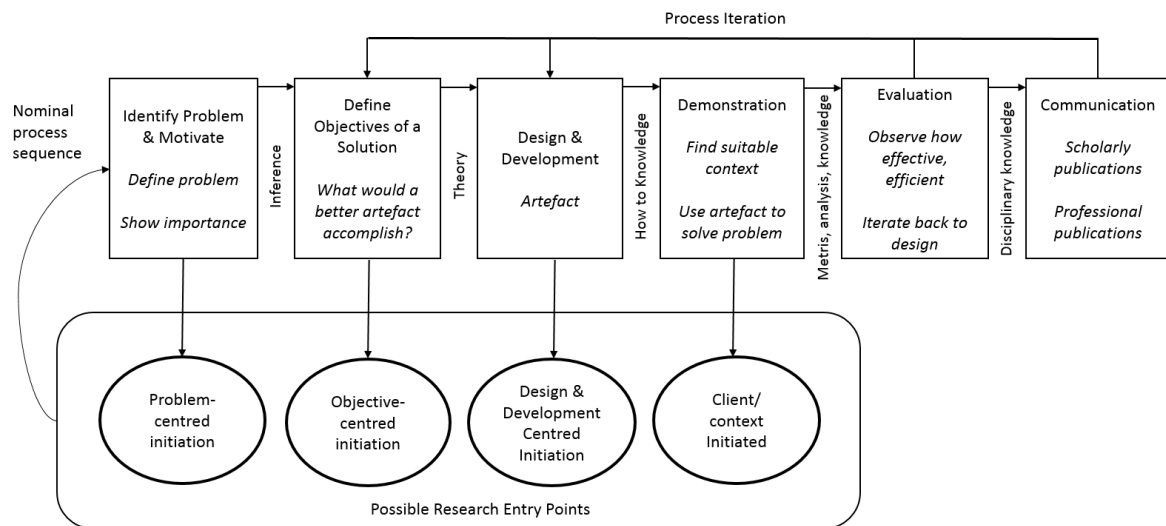 Process Iteration
Nominal
process
sequence
Identify Problem
& Motivate
Define problem
Show importance
Inference
Define
Objectives of a
Solution
What would a
better artefact
accomplish?
Theory
Design &
Development
Artefact
How to Knowledge
Demonstration
Find suitable
context
Use artefact to
solve problem
Metris, analysis, knowledge
Evaluation
Observe how
effective,
efficient
Iterate back to
design
Disciplinary knowledge
Communication
Scholarly
publications
Professional
publications
Problem-
centred
initiation
Objective-
centred
initiation
Design &
Development
Centred
Initiation
Client/
context
Initiated
Possible Research Entry Points